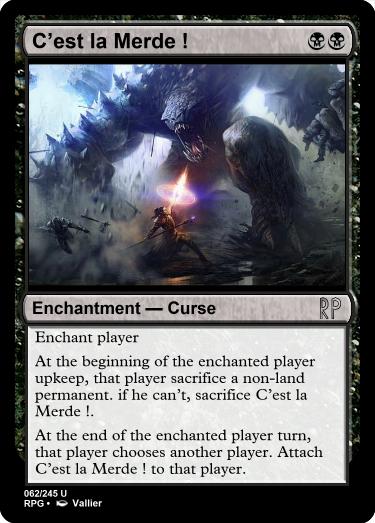 C'est la Merde !
Enchantment — Curse
RP
Enchant player
At the beginning of the enchanted player
upkeep, that player sacrifice a non-land
permanent. if he can't, sacrifice C'est la
Merde !.
At the end of the enchanted player turn,
that player chooses another player. Attach
C'est la Merde ! to that player.
062/245 U
RPG • Vallier